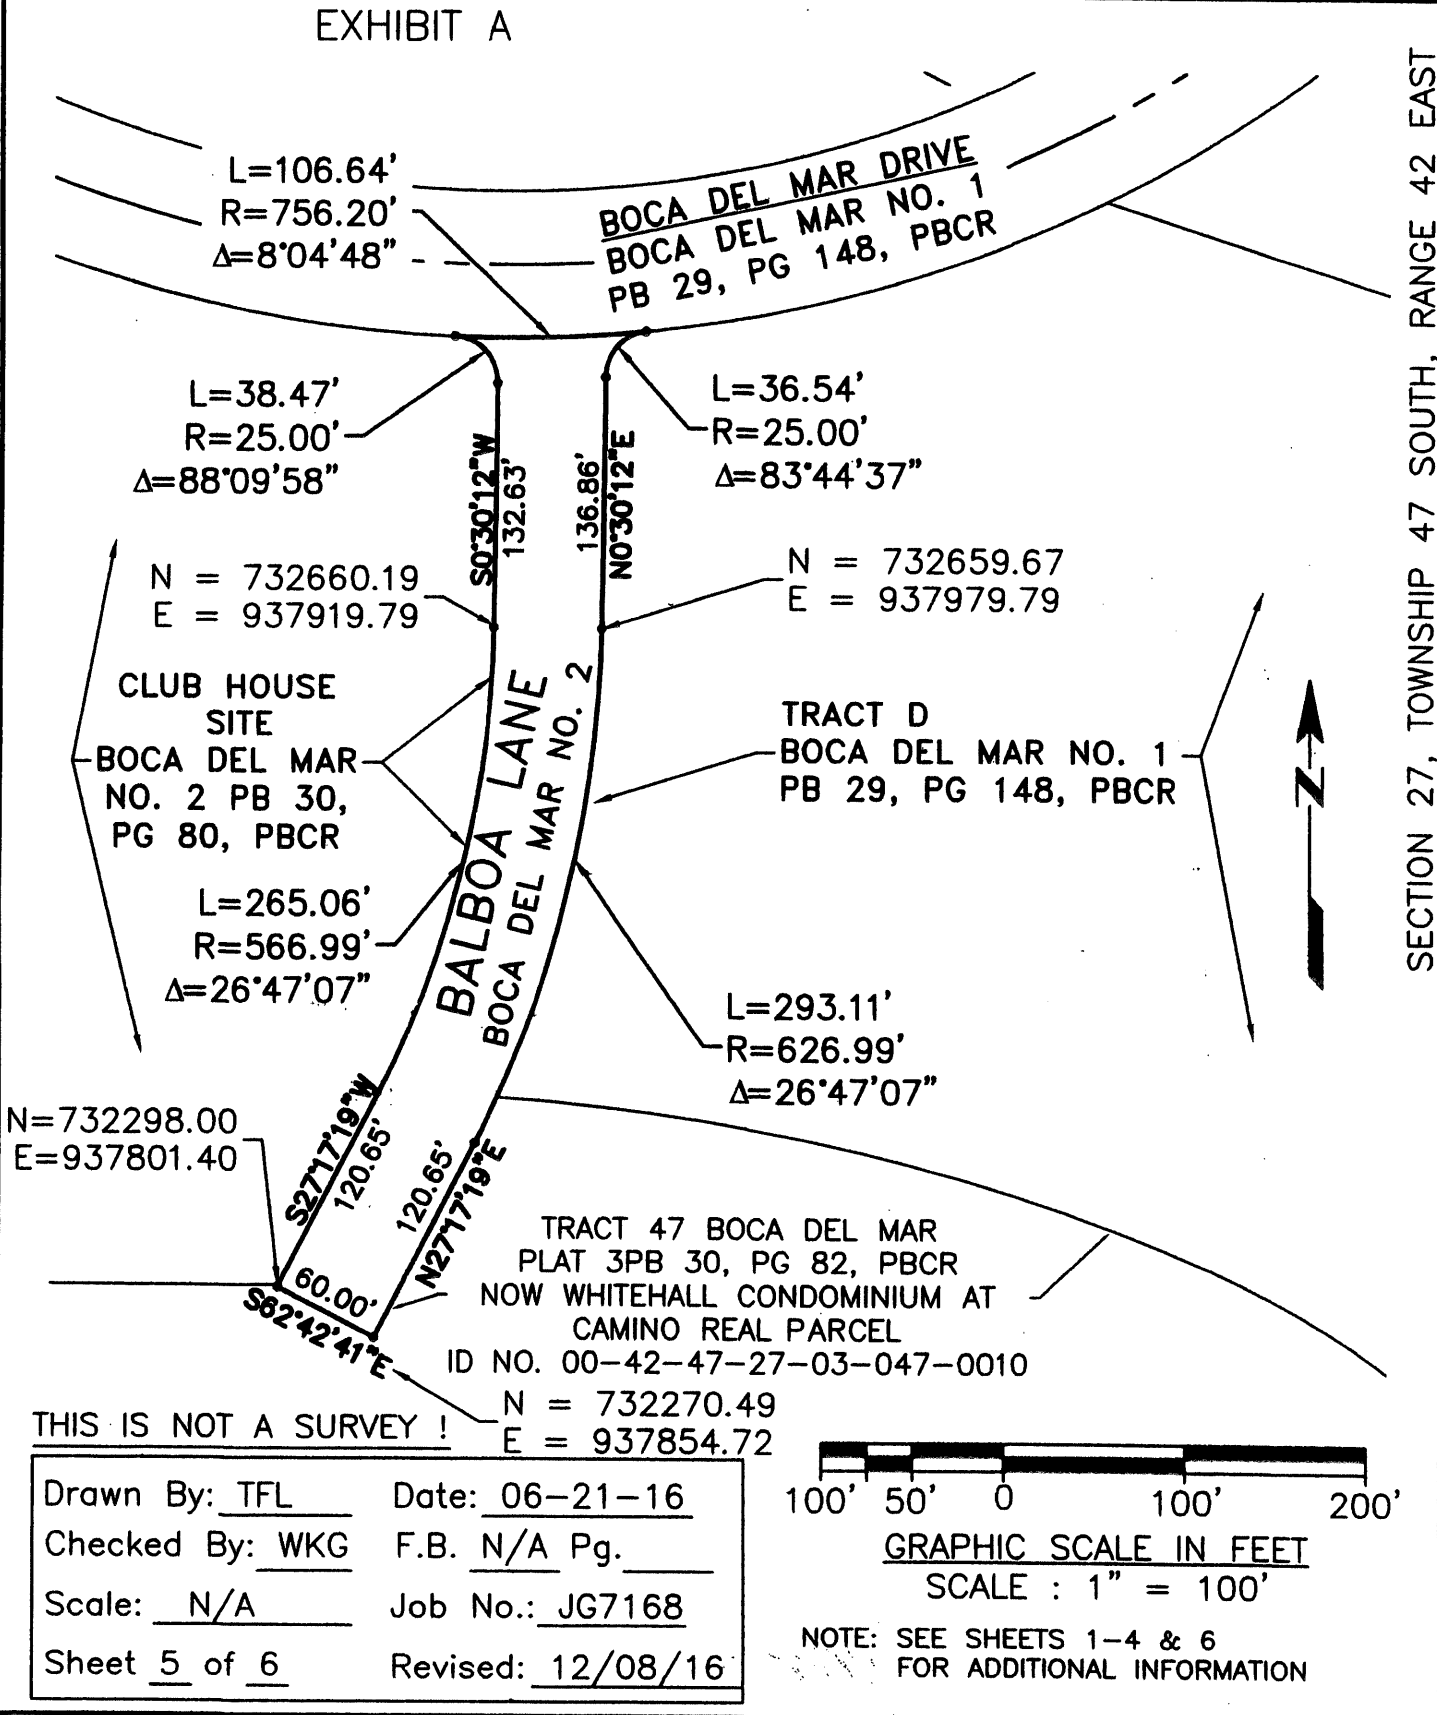 EXHIBIT A
SECTION 27, TOWNSHIP 47 SOUTH, RANGE 42 EAST
L=106.64'
R=756.20'
Δ=8°04'48"
BOCA DEL MAR DRIVE
BOCA DEL MAR NO. 1
PB 29, PG 148, PBCR
L=38.47'
R=25.00'
Δ=88°09'58"
L=36.54'
R=25.00'
Δ=83°44'37"
S0°30'12"W
132.63'
136.86'
N0°30'12"E
N = 732660.19
E = 937919.79
N = 732659.67
E = 937979.79
CLUB HOUSE
SITE
BOCA DEL MAR
NO. 2 PB 30,
PG 80, PBCR
BALBOA LANE
BOCA DEL MAR NO. 2
TRACT D
BOCA DEL MAR NO. 1
PB 29, PG 148, PBCR
N
L=265.06'
R=566.99'
Δ=26°47'07"
L=293.11'
R=626.99'
Δ=26°47'07"
N=732298.00
E=937801.40
S27°17'19"W
120.65'
120.65'
N27°17'19"E
60.00'
S62°42'41"E
TRACT 47 BOCA DEL MAR
PLAT 3PB 30, PG 82, PBCR
NOW WHITEHALL CONDOMINIUM AT
CAMINO REAL PARCEL
ID NO. 00-42-47-27-03-047-0010
N = 732270.49
E = 937854.72
THIS IS NOT A SURVEY !
Drawn By: TFL Date: 06-21-16
Checked By: WKG F.B. N/A Pg.
Scale: N/A Job No.: JG7168
Sheet 5 of 6 Revised: 12/08/16
100' 50' 0 100' 200'
GRAPHIC SCALE IN FEET
SCALE : 1" = 100'
NOTE: SEE SHEETS 1-4 & 6
FOR ADDITIONAL INFORMATION